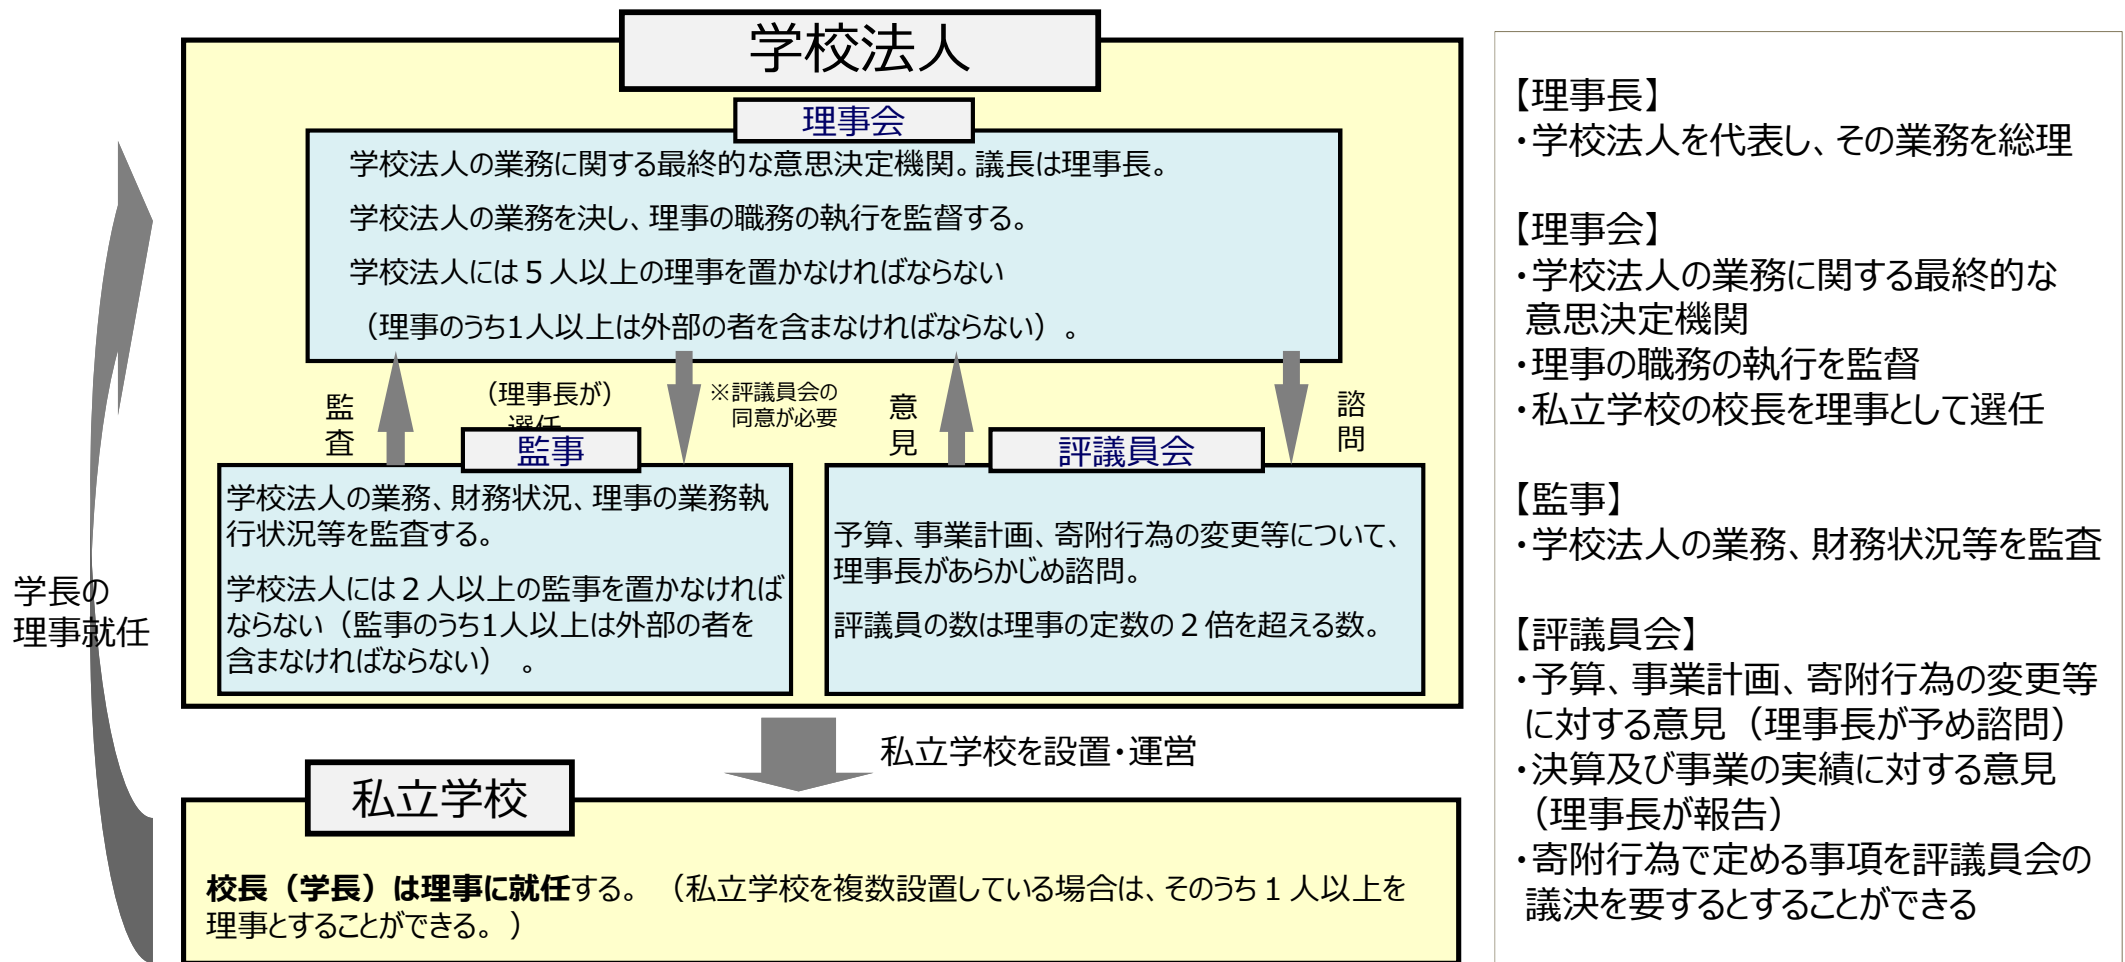 学校法人
理事会
学校法人の業務に関する最終的な意思決定機関。議長は理事長。
学校法人の業務を決し、理事の職務の執行を監督する。
学校法人には５人以上の理事を置かなければならない
（理事のうち1人以上は外部の者を含まなければならない）。
監査
（理事長が）
選任
※評議員会の
同意が必要
意見
諮問
監事
学校法人の業務、財務状況、理事の業務執
行状況等を監査する。
学校法人には２人以上の監事を置かなければ
ならない（監事のうち1人以上は外部の者を
含まなければならない）。
評議員会
予算、事業計画、寄附行為の変更等について、
理事長があらかじめ諮問。
評議員の数は理事の定数の２倍を超える数。
学長の
理事就任
私立学校を設置・運営
私立学校
校長（学長）は理事に就任する。（私立学校を複数設置している場合は、そのうち１人以上を
理事とすることができる。）
【理事長】
・学校法人を代表し、その業務を総理
【理事会】
・学校法人の業務に関する最終的な
意思決定機関
・理事の職務の執行を監督
・私立学校の校長を理事として選任
【監事】
・学校法人の業務、財務状況等を監査
【評議員会】
・予算、事業計画、寄附行為の変更等
に対する意見（理事長が予め諮問）
・決算及び事業の実績に対する意見
（理事長が報告）
・寄附行為で定める事項を評議員会の
議決を要するとすることができる